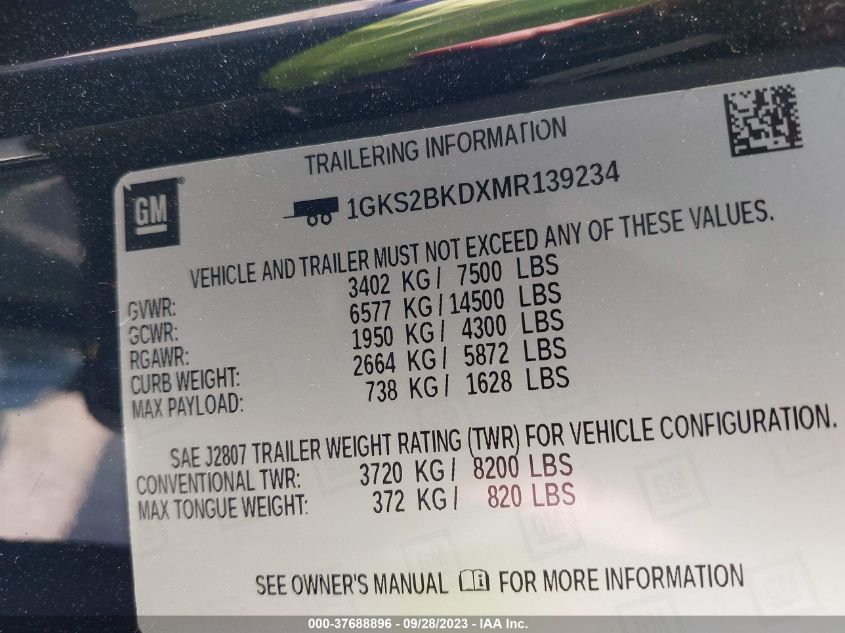 TRAILERING INFORMATION
GM
1GKS2BKDXMR139234
VEHICLE AND TRAILER MUST NOT EXCEED ANY OF THESE VALUES.
GVWR: 3402 KG/ 7500 LBS
GCWR: 6577 KG/14500 LBS
RGAWR: 1950 KG/ 4300 LBS
CURB WEIGHT: 2664 KG/ 5872 LBS
MAX PAYLOAD: 738 KG/ 1628 LBS
SAE J2807 TRAILER WEIGHT RATING (TWR) FOR VEHICLE CONFIGURATION.
CONVENTIONAL TWR: 3720 KG/ 8200 LBS
MAX TONGUE WEIGHT: 372 KG/ 820 LBS
SEE OWNER'S MANUAL FOR MORE INFORMATION
000-37688896 - 09/28/2023 - IAA Inc.